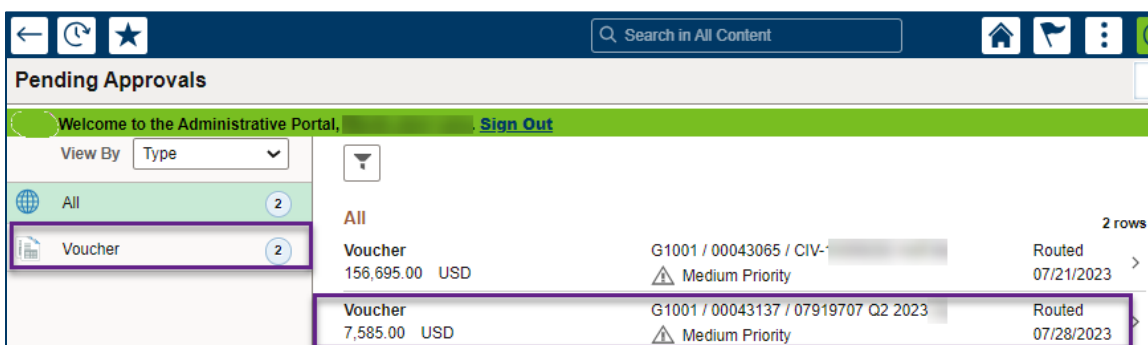 Search in All Content
Pending Approvals
Welcome to the Administrative Portal, . Sign Out
View By Type
All 2
Voucher 2
All
2 rows
Voucher G1001 / 00043065 / CIV- Routed
156,695.00 USD Medium Priority 07/21/2023
Voucher G1001 / 00043137 / 07919707 Q2 2023 Routed
7,585.00 USD Medium Priority 07/28/2023